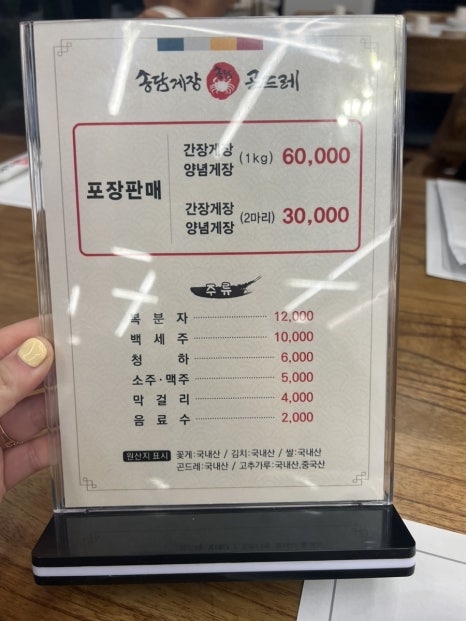 송담게장 곤드레
포장판매
간장게장 양념게장 (1kg) 60,000
간장게장 양념게장 (2마리) 30,000
주류
복 분 자 12,000
백 세 주 10,000
청 하 6,000
소주·맥주 5,000
막 걸 리 4,000
음 료 수 2,000
원산지 표시 꽃게:국내산 / 김치:국내산 / 쌀:국내산
곤드레:국내산 / 고추가루:국내산,중국산